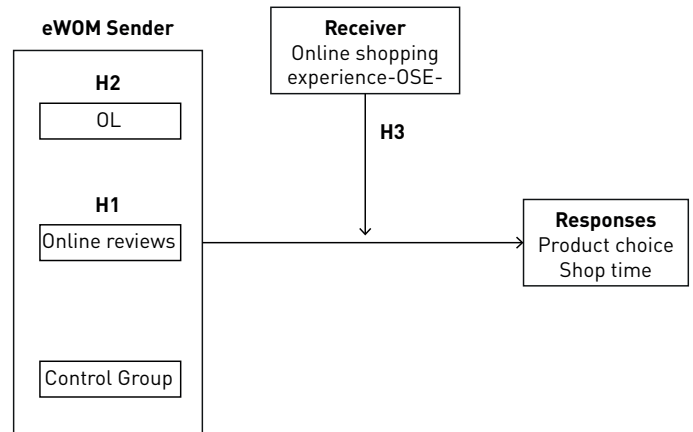 eWOM Sender
H2
OL
H1
Online reviews
Control Group
Receiver
Online shopping
experience-OSE-
H3
Responses
Product choice
Shop time